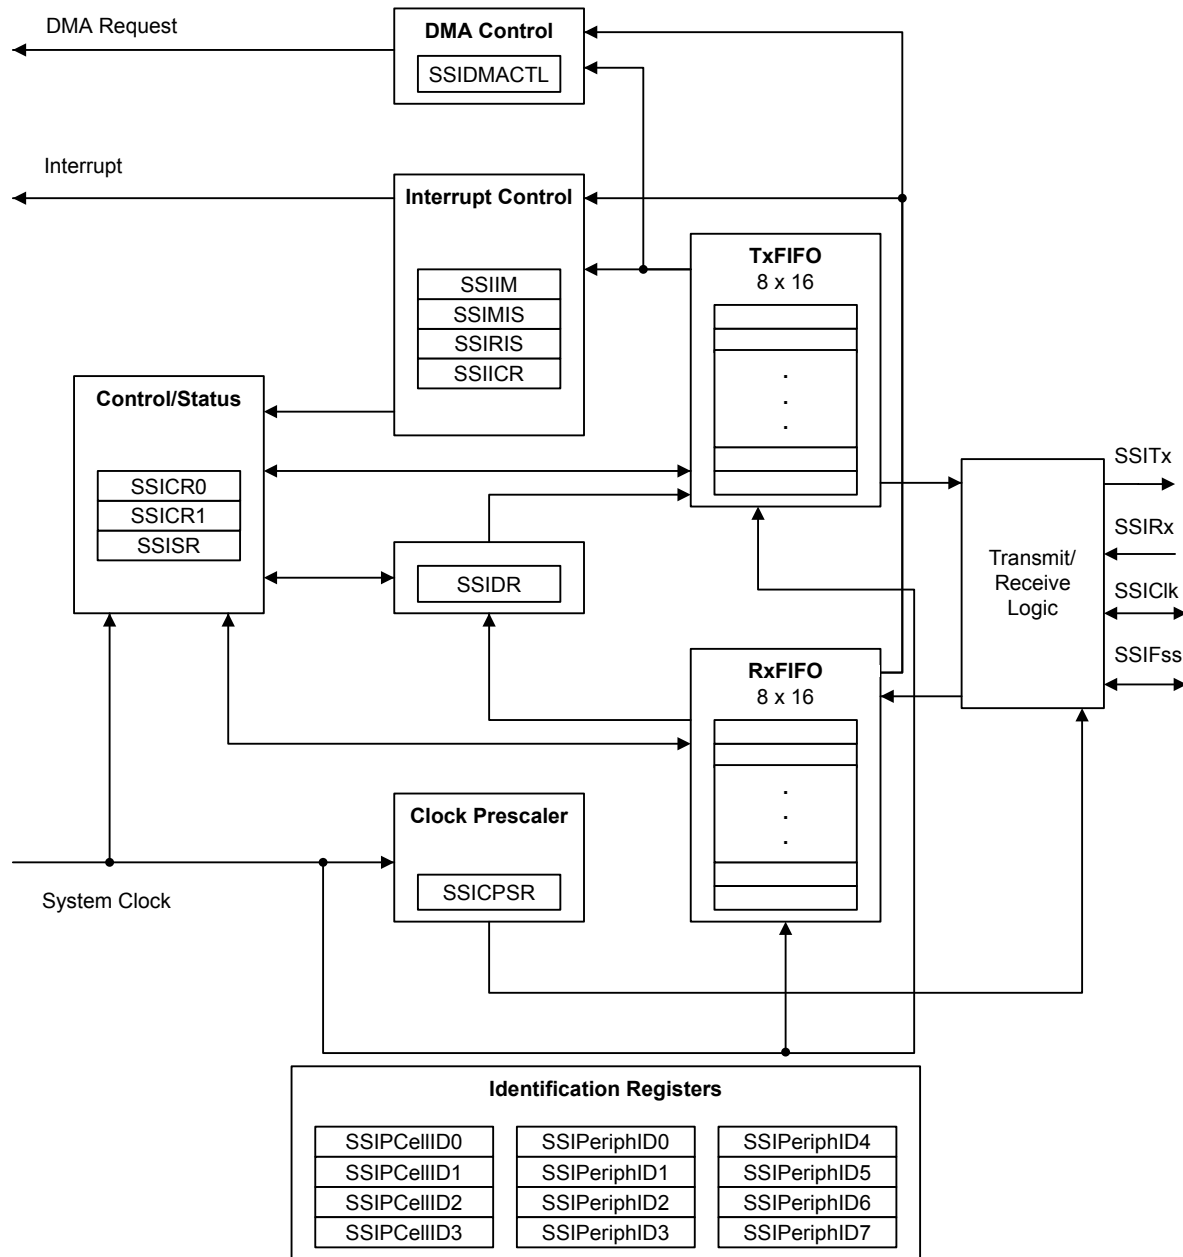 DMA Request
DMA Control
SSIDMACTL
Interrupt
Interrupt Control
SSIIM
SSIMIS
SSIRIS
SSIICR
TxFIFO
8 x 16
.
.
.
Control/Status
SSICR0
SSICR1
SSISR
SSIDR
Transmit/
Receive
Logic
SSITx
SSIRx
SSIClk
SSIFss
RxFIFO
8 x 16
.
.
.
Clock Prescaler
SSICPSR
System Clock
Identification Registers
SSIPCellID0
SSIPeriphID0
SSIPeriphID4
SSIPCellID1
SSIPeriphID1
SSIPeriphID5
SSIPCellID2
SSIPeriphID2
SSIPeriphID6
SSIPCellID3
SSIPeriphID3
SSIPeriphID7